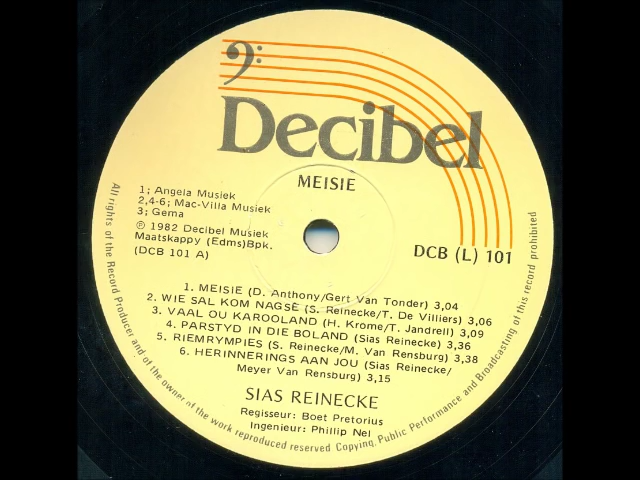 Decibel
MEISIE
1; Angela Musiek
2,4-6; Mac-Villa Musiek
3; Gema
℗ 1982 Decibel Musiek
Maatskappy (Edms)Bpk.
(DCB 101 A)
DCB (L) 101
1. MEISIE (D. Anthony/Gert Van Tonder) 3,04
2. WIE SAL KOM NAGSÊ (S. Reinecke/T. De Villiers) 3,06
3. VAAL OU KAROOLAND (H. Krome/T. Jandrell) 3,09
4. PARSTYD IN DIE BOLAND (Sias Reinecke) 3,36
5. RIEMRYMPIES (S. Reinecke/M. Van Rensburg) 3,38
6. HERINNERINGS AAN JOU (Sias Reinecke/
Meyer Van Rensburg) 3,15
SIAS REINECKE
Regisseur: Boet Pretorius
Ingenieur: Phillip Nel
All rights of the Record Producer and of the owner of the work reproduced reserved Copying, Public Performance and Broadcasting of this record prohibited